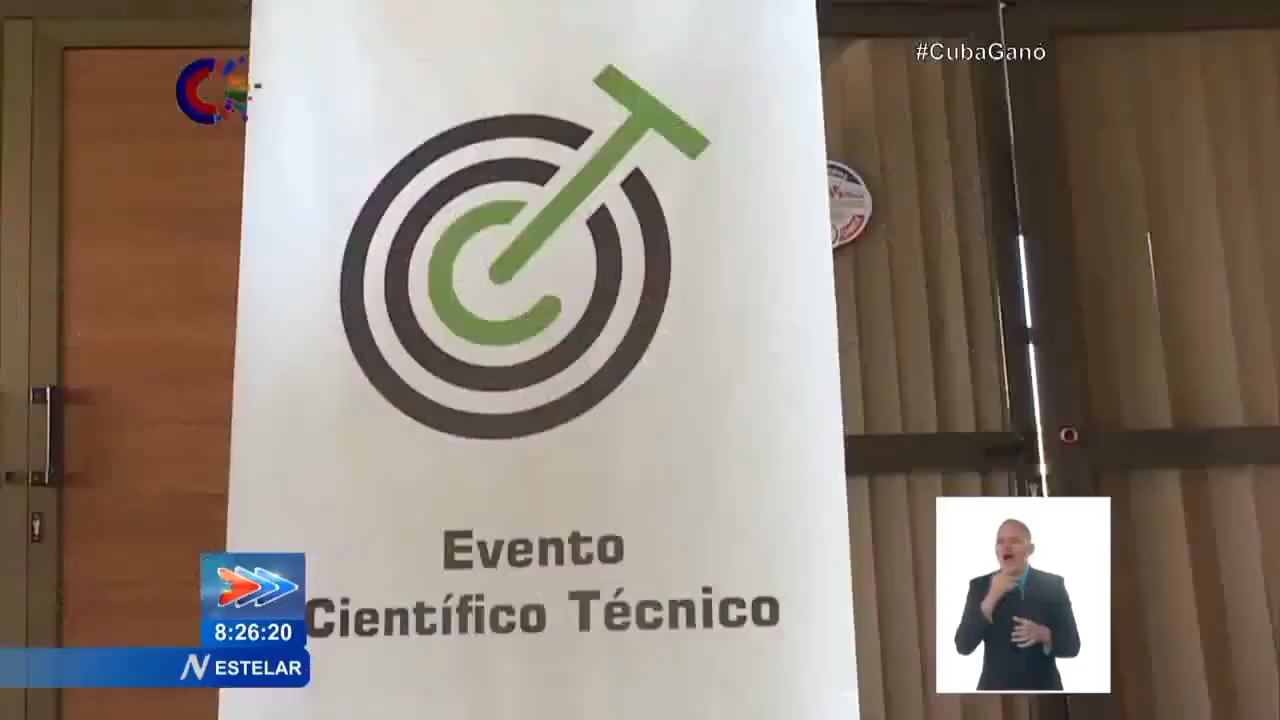 #CubaGanó
Evento
Científico Técnico
8:26:20
N ESTELAR